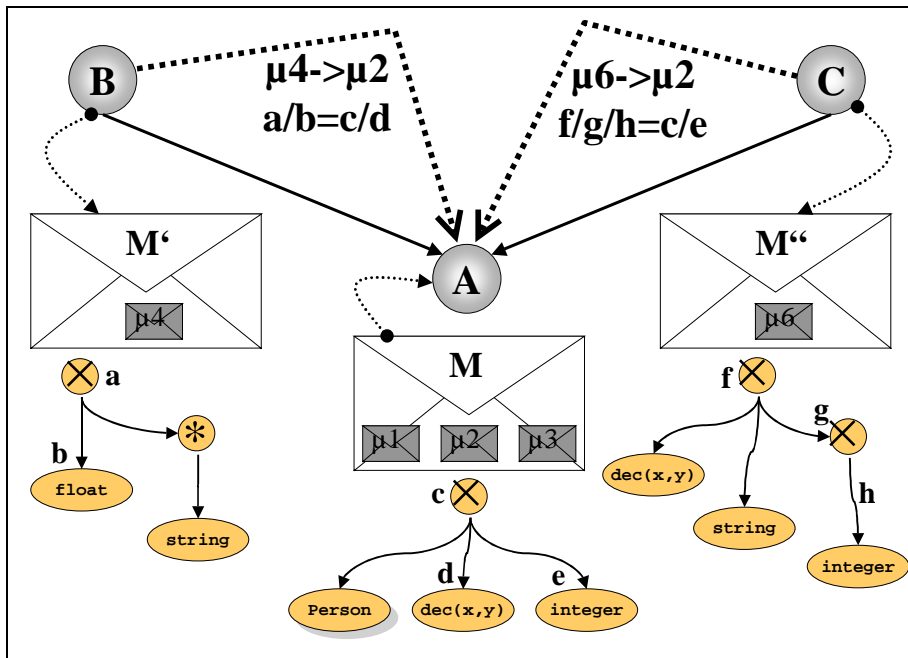 B
C
µ4->µ2
a/b=c/d
µ6->µ2
f/g/h=c/e
M‘
µ4
A
M“
µ6
M
µ1
µ2
µ3
a
b
float
string
c
d
e
Person
dec(x,y)
integer
f
g
h
dec(x,y)
string
integer